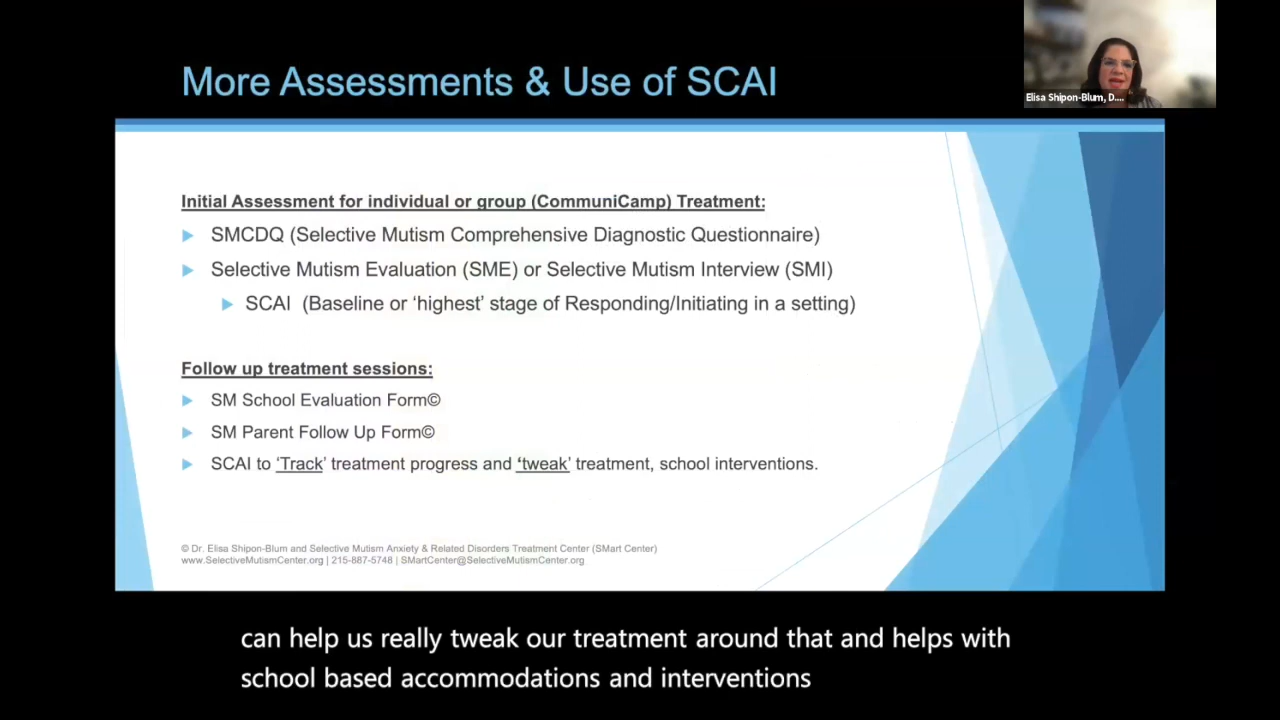 More Assessments & Use of SCAI
Elisa Shipon-Blum, D....
Initial Assessment for individual or group (CommuniCamp) Treatment:
SMCDQ (Selective Mutism Comprehensive Diagnostic Questionnaire)
Selective Mutism Evaluation (SME) or Selective Mutism Interview (SMI)
SCAI (Baseline or ‘highest’ stage of Responding/Initiating in a setting)
Follow up treatment sessions:
SM School Evaluation Form©
SM Parent Follow Up Form©
SCAI to ‘Track’ treatment progress and ‘tweak’ treatment, school interventions.
© Dr. Elisa Shipon-Blum and Selective Mutism Anxiety & Related Disorders Treatment Center (SMart Center)
www.SelectiveMutismCenter.org | 215-887-5748 | SMartCenter@SelectiveMutismCenter.org
can help us really tweak our treatment around that and helps with
school based accommodations and interventions